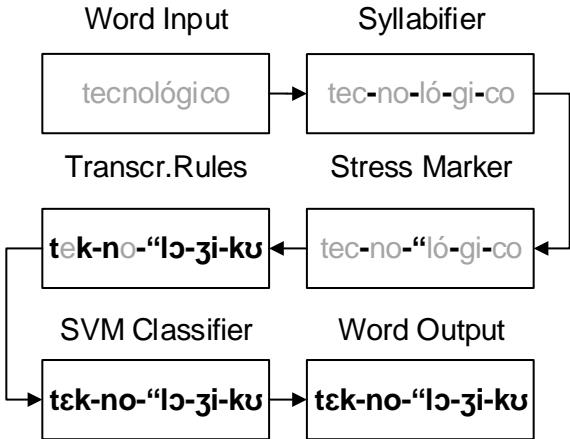 Word Input
Syllabifier
tecnológico
tec-no-ló-gi-co
Transcr.Rules
Stress Marker
tek-no-“lɔ-ʒi-kʊ
tec-no-“ló-gi-co
SVM Classifier
Word Output
tɛk-no-“lɔ-ʒi-kʊ
tɛk-no-“lɔ-ʒi-kʊ